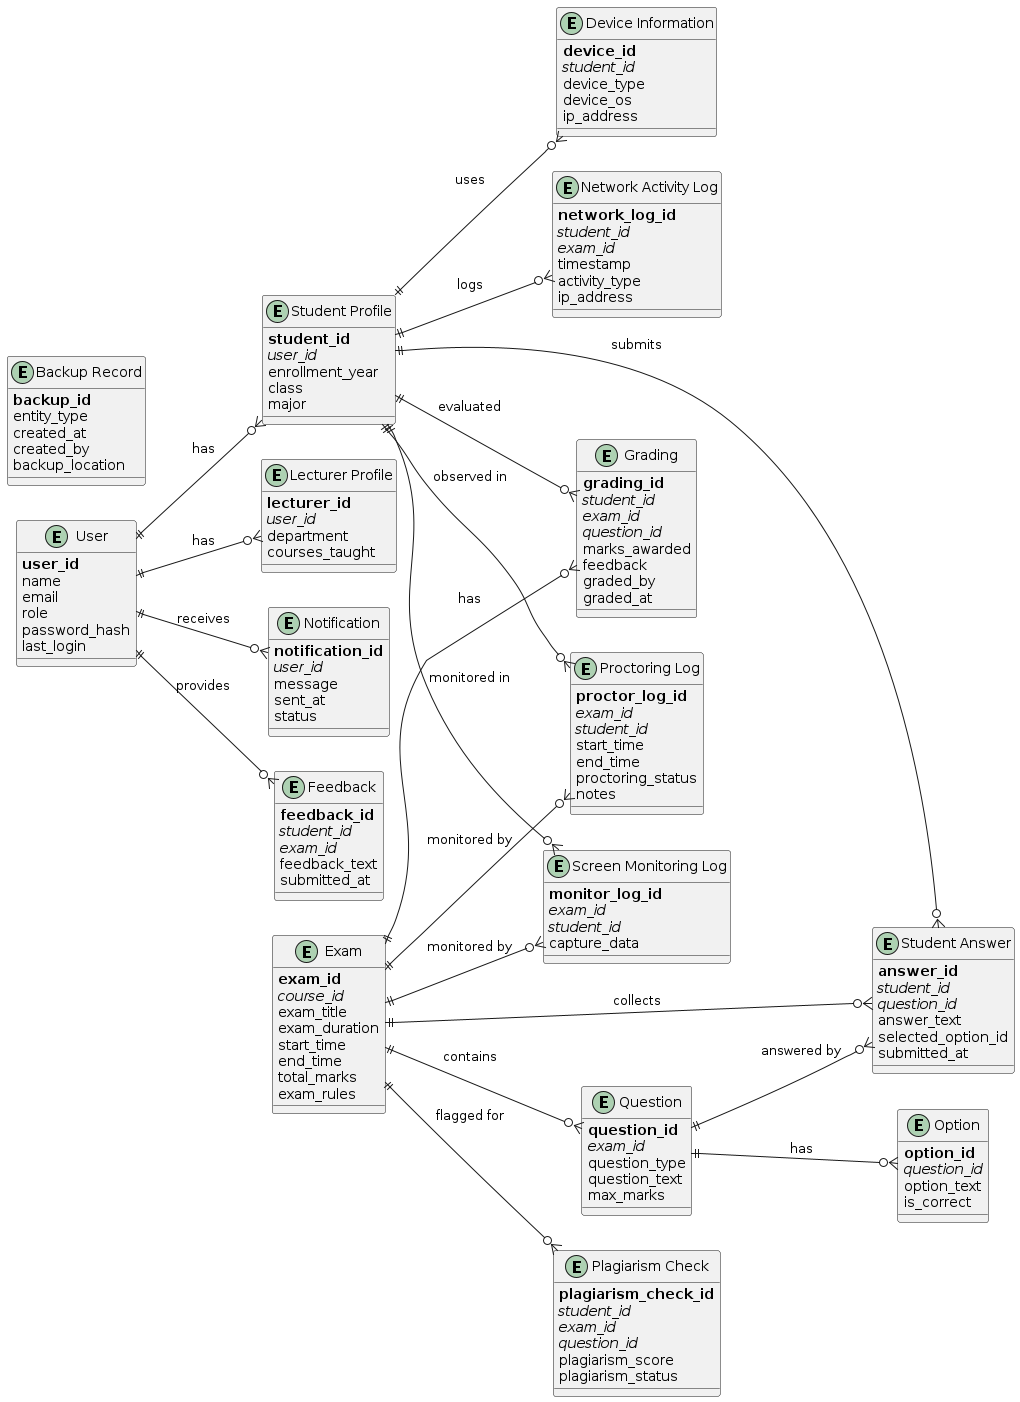 E Device Information
device_id
student_id
device_type
device_os
ip_address
uses
E Network Activity Log
network_log_id
student_id
exam_id
timestamp
activity_type
ip_address
logs
E Student Profile
student_id
user_id
enrollment_year
class
major
submits
E Backup Record
backup_id
entity_type
created_at
created_by
backup_location
has
evaluated
E Grading
grading_id
student_id
exam_id
question_id
marks_awarded
feedback
graded_by
graded_at
observed in
E Lecturer Profile
lecturer_id
user_id
department
courses_taught
has
E User
user_id
name
email
role
password_hash
last_login
has
receives
E Notification
notification_id
user_id
message
sent_at
status
provides
monitored in
E Proctoring Log
proctor_log_id
exam_id
student_id
start_time
end_time
proctoring_status
notes
E Feedback
feedback_id
student_id
exam_id
feedback_text
submitted_at
monitored by
E Screen Monitoring Log
monitor_log_id
exam_id
student_id
capture_data
monitored by
E Exam
exam_id
course_id
exam_title
exam_duration
start_time
end_time
total_marks
exam_rules
collects
E Student Answer
answer_id
student_id
question_id
answer_text
selected_option_id
submitted_at
contains
answered by
E Question
question_id
exam_id
question_type
question_text
max_marks
flagged for
has
E Option
option_id
question_id
option_text
is_correct
E Plagiarism Check
plagiarism_check_id
student_id
exam_id
question_id
plagiarism_score
plagiarism_status